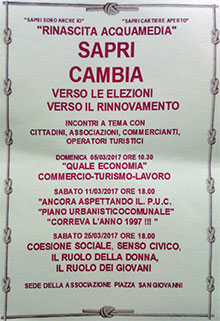 "SAPRI SONO ANCHE IO" "SAPRI CANTIERE APERTO"
"RINASCITA ACQUAMEDIA"
SAPRI
CAMBIA
VERSO LE ELEZIONI
VERSO IL RINNOVAMENTO
INCONTRI A TEMA CON
CITTADINI, ASSOCIAZIONI, COMMERCIANTI,
OPERATORI TURISTICI
DOMENICA 05/03/2017 ORE 10.30
"QUALE ECONOMIA"
COMMERCIO-TURISMO-LAVORO
SABATO 11/03/2017 ORE 18.00
"ANCORA ASPETTANDO IL P.U.C.
"PIANO URBANISTICOCOMUNALE"
"CORREVA L'ANNO 1997 !!! "
SABATO 25/03/2017 ORE 18.00
COESIONE SOCIALE, SENSO CIVICO,
IL RUOLO DELLA DONNA,
IL RUOLO DEI GIOVANI
SEDE DELLA ASSOCIAZIONE PIAZZA SAN GIOVANNI